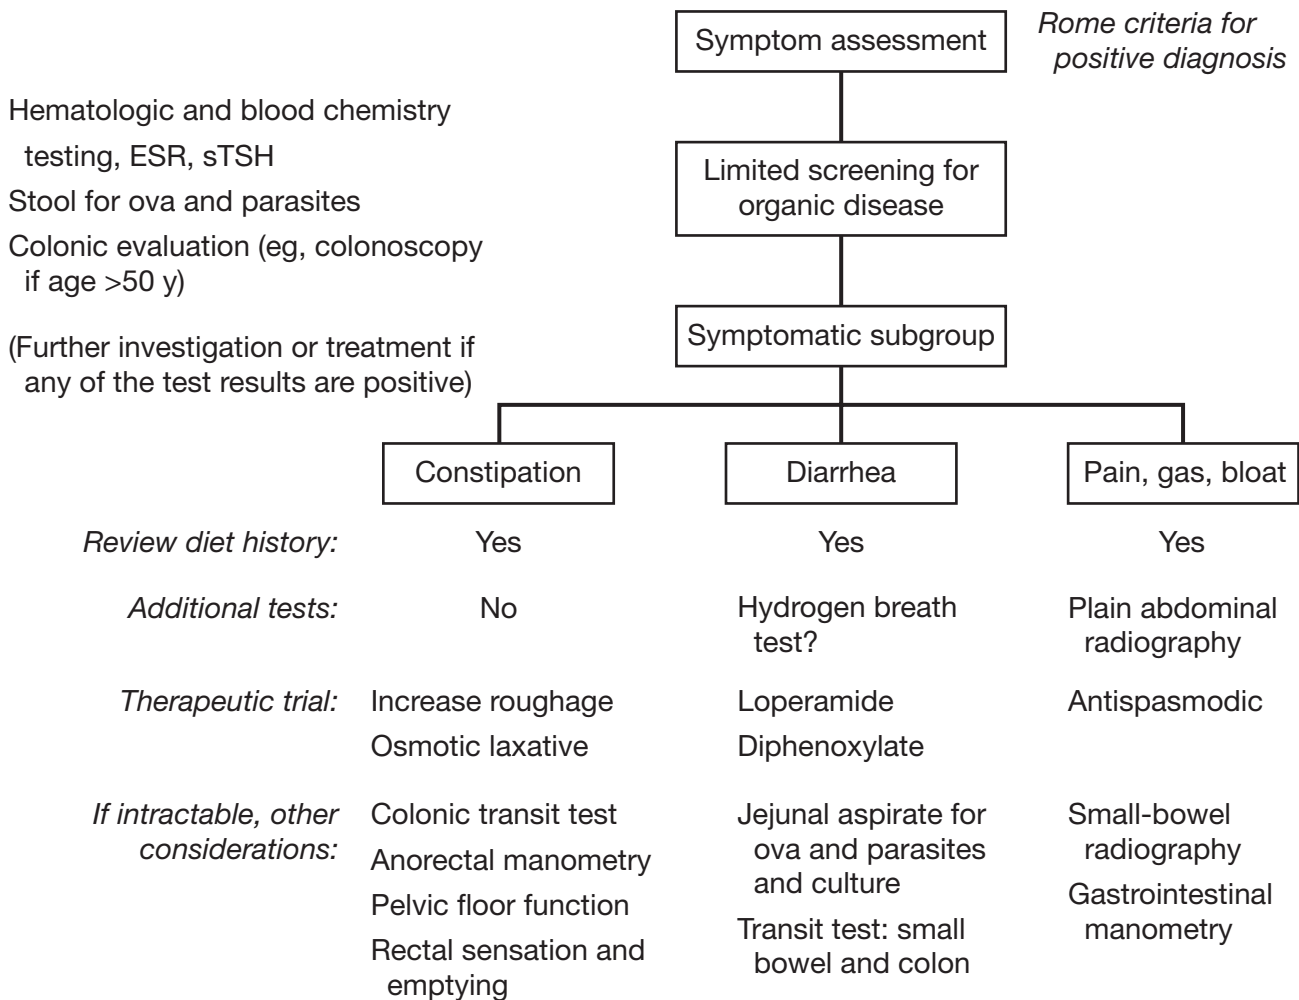 Symptom assessment
Rome criteria for
positive diagnosis
Hematologic and blood chemistry
testing, ESR, sTSH
Stool for ova and parasites
Colonic evaluation (eg, colonoscopy
if age >50 y)
(Further investigation or treatment if
any of the test results are positive)
Limited screening for
organic disease
Symptomatic subgroup
Constipation
Diarrhea
Pain, gas, bloat
Review diet history:
Yes
Yes
Yes
Additional tests:
No
Hydrogen breath
test?
Plain abdominal
radiography
Therapeutic trial:
Increase roughage
Osmotic laxative
Loperamide
Diphenoxylate
Antispasmodic
If intractable, other
considerations:
Colonic transit test
Anorectal manometry
Pelvic floor function
Rectal sensation and
emptying
Jejunal aspirate for
ova and parasites
and culture
Transit test: small
bowel and colon
Small-bowel
radiography
Gastrointestinal
manometry